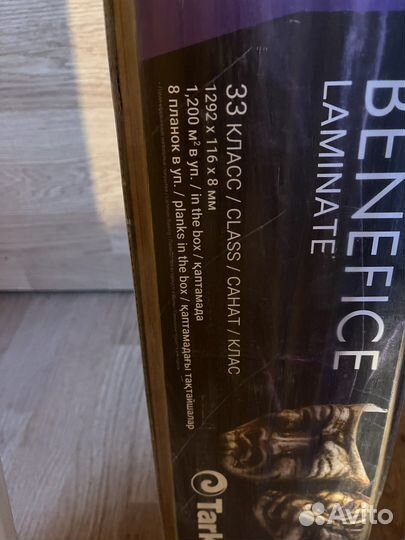 BENEFICE
LAMINATE
33 КЛАСС / CLASS / САНАТ / КЛАС
1292 x 116 x 8 мм
1,200 м² в уп. / in the box / қаптамада
8 планок в уп. / planks in the box / қаптамадағы тақтайшалар
Tark
Avito